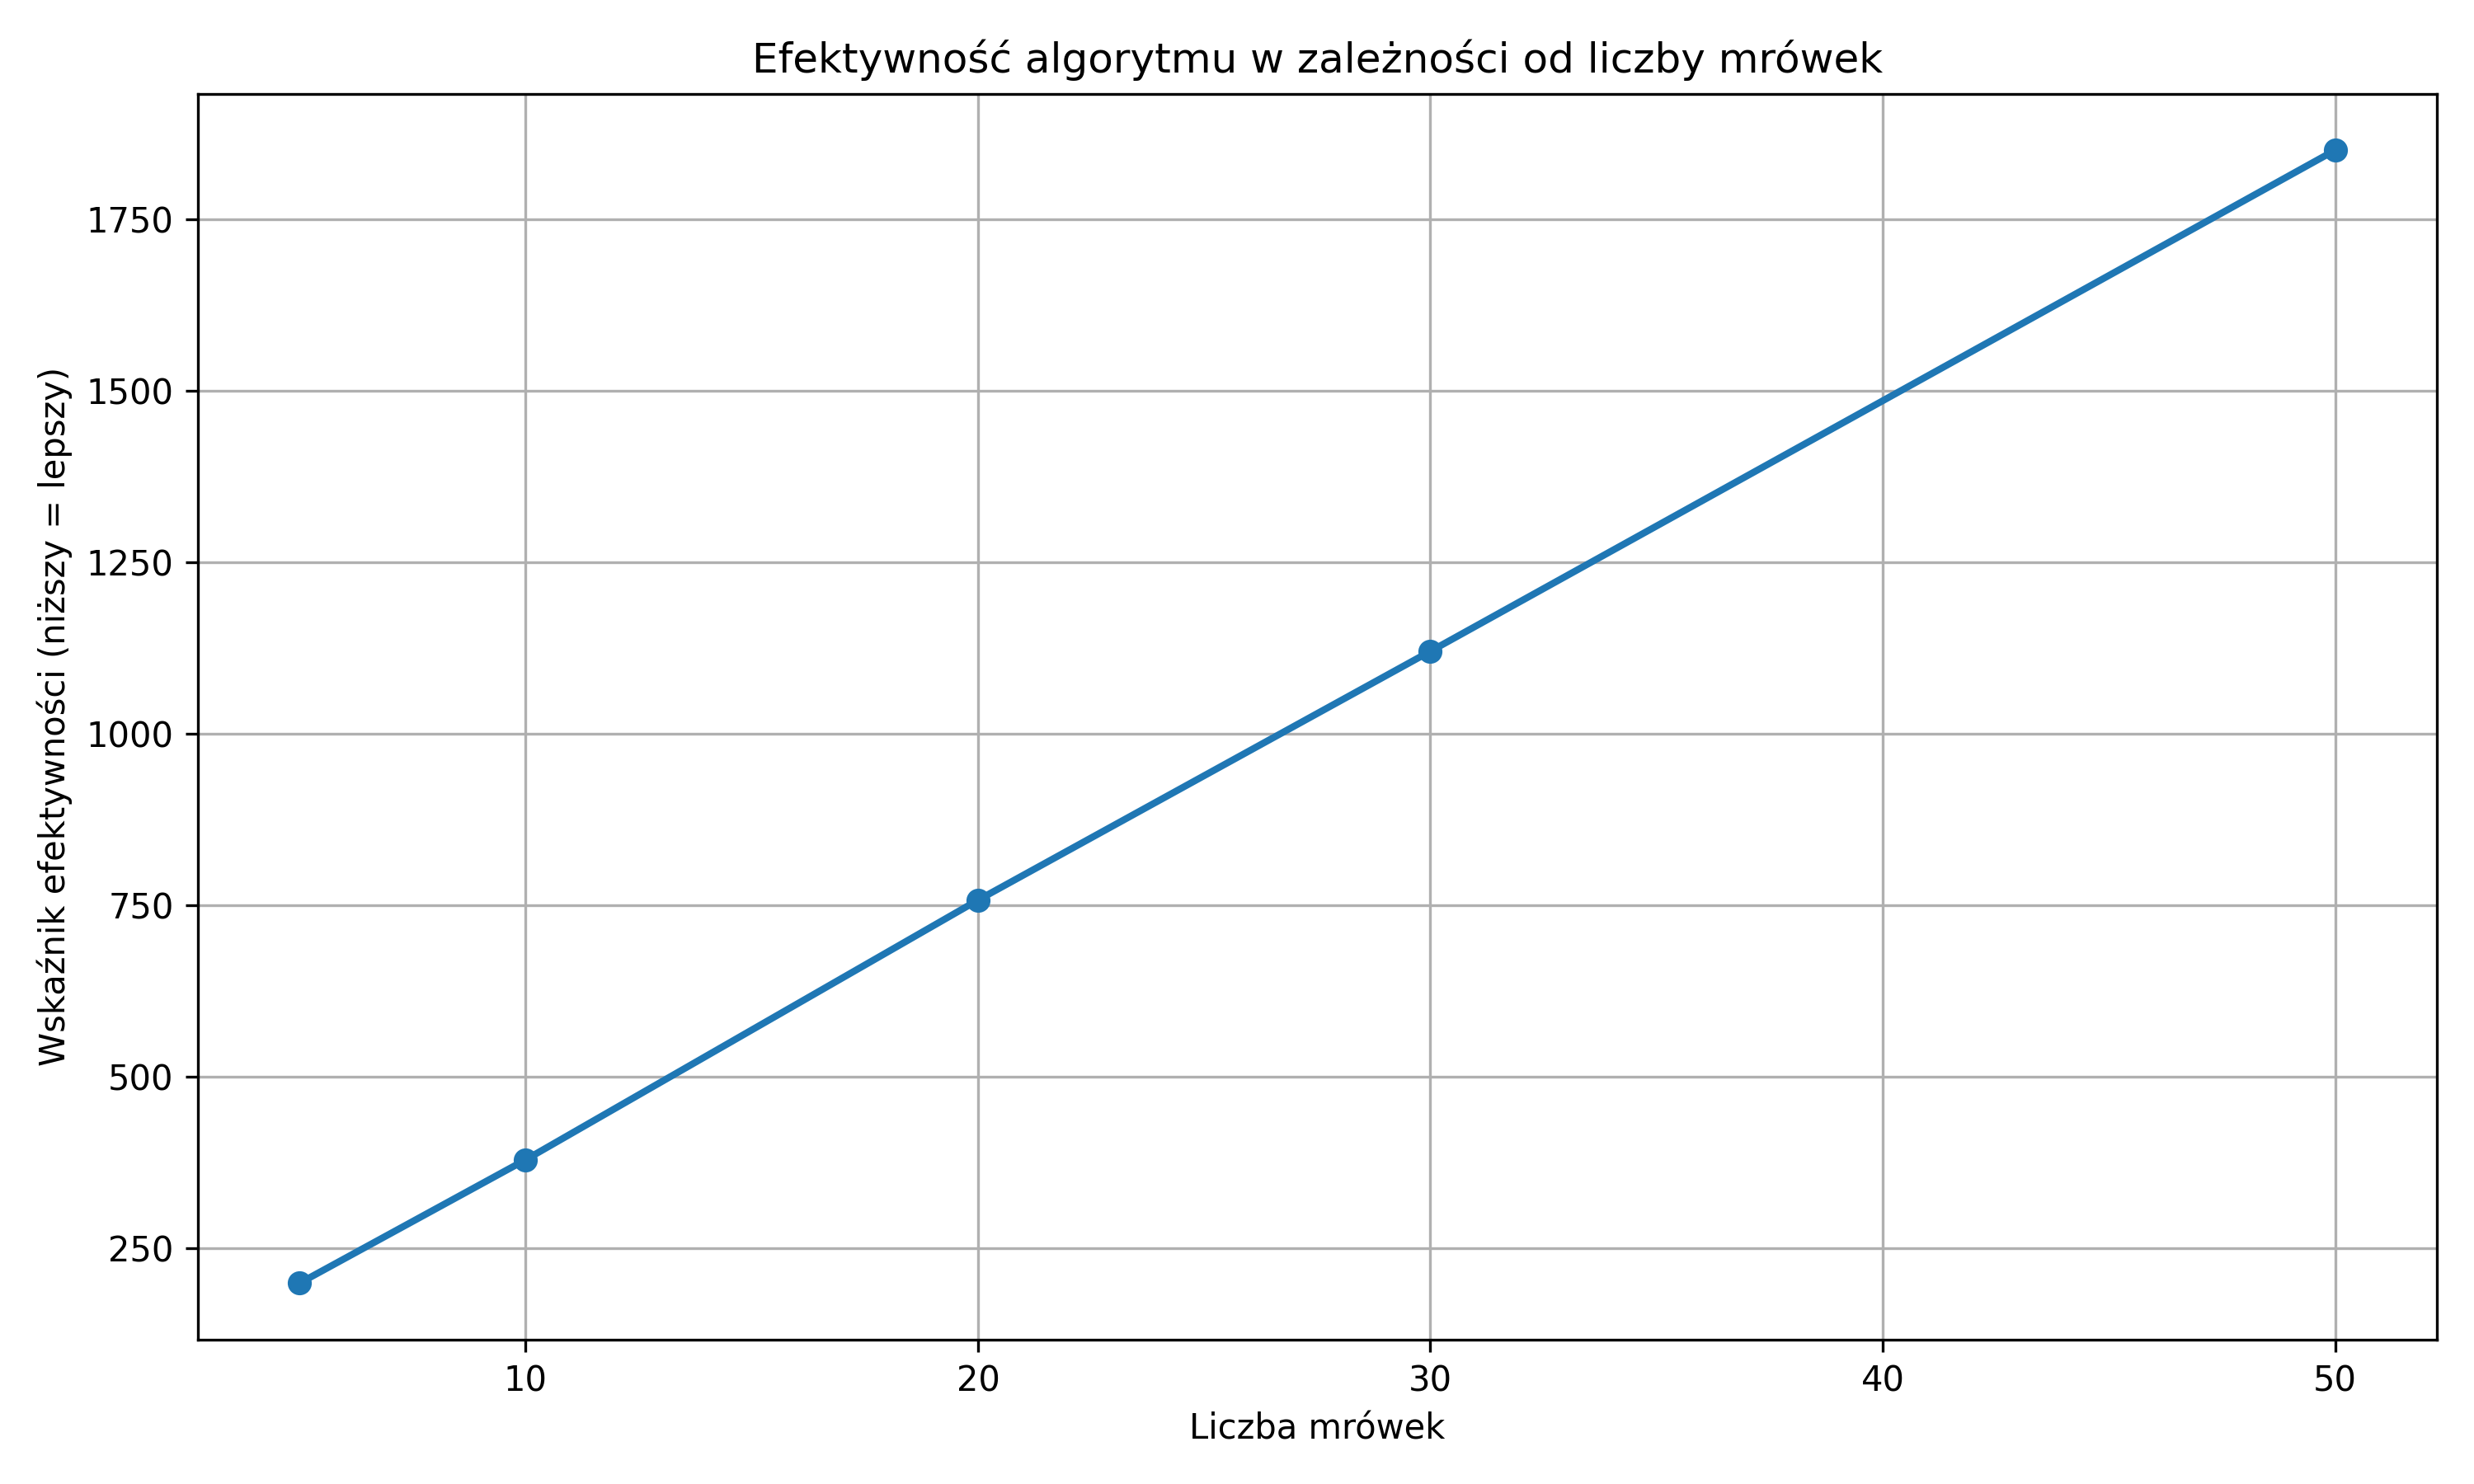 Efektywność algorytmu w zależności od liczby mrówek
Wskaźnik efektywności (niższy = lepszy)
1750
1500
1250
1000
750
500
250
10 20 30 40 50
Liczba mrówek